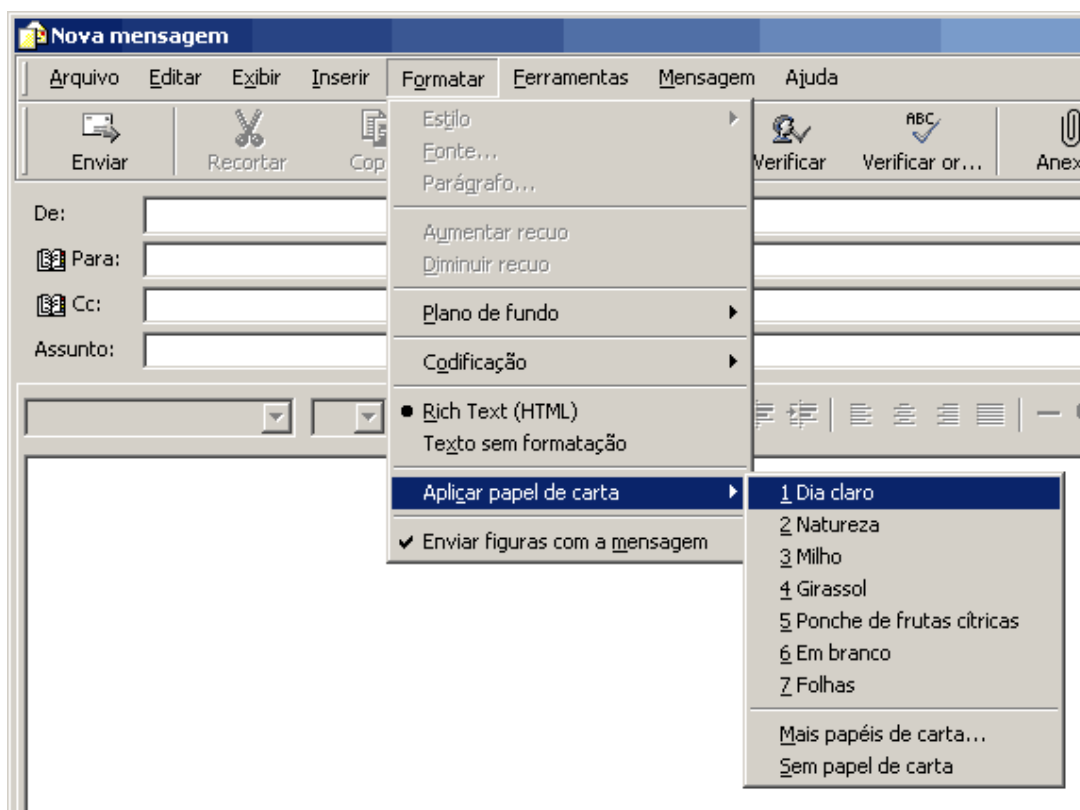 Nova mensagem
Arquivo Editar Exibir Inserir Formatar Ferramentas Mensagem Ajuda
Enviar Recortar Cop Verificar Verificar or... Anex
ABC
De:
Para:
Cc:
Assunto:
Estilo
Fonte...
Parágrafo...
Aumentar recuo
Diminuir recuo
Plano de fundo
Codificação
Rich Text (HTML)
Texto sem formatação
Aplicar papel de carta
Enviar figuras com a mensagem
1 Dia claro
2 Natureza
3 Milho
4 Girassol
5 Ponche de frutas cítricas
6 Em branco
7 Folhas
Mais papéis de carta...
Sem papel de carta